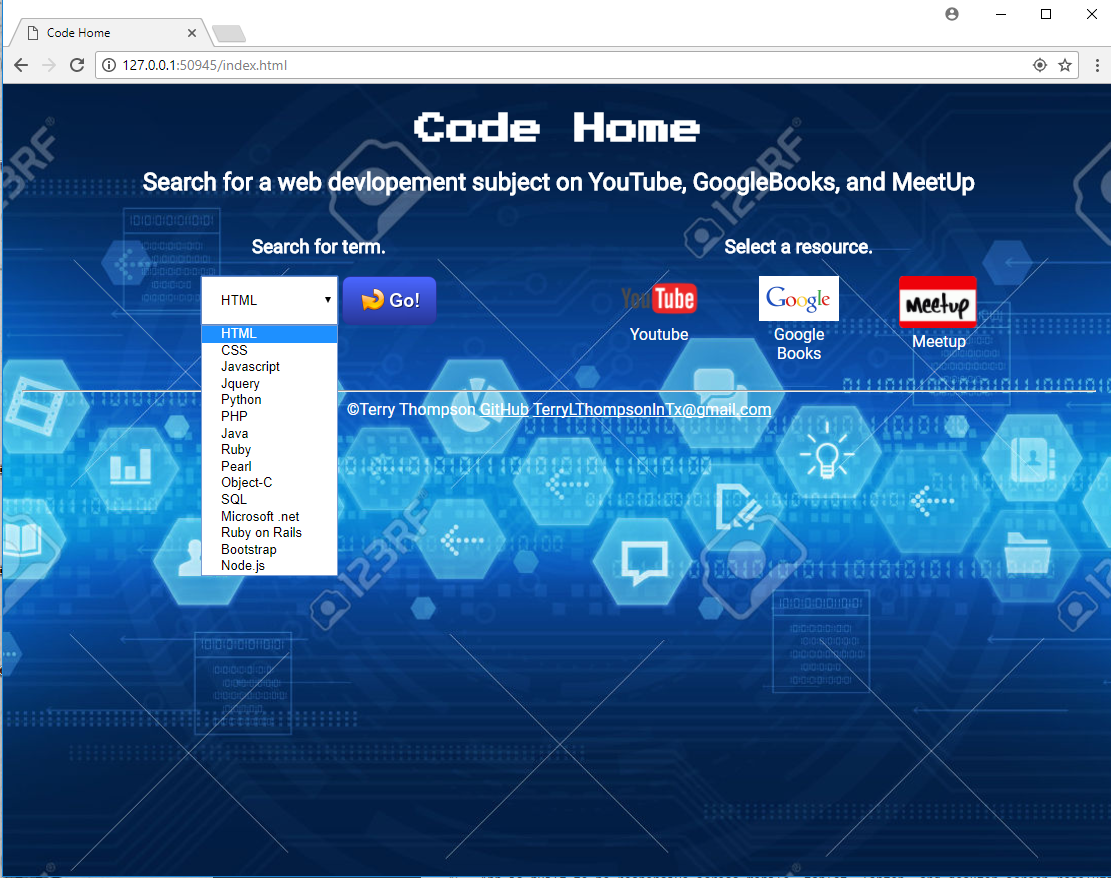 Code Home
127.0.0.1:50945/index.html
Code Home
Search for a web devlopement subject on YouTube, GoogleBooks, and MeetUp
Search for term.
Select a resource.
HTML
Go!
YouTube
Google
Meetup
Youtube
Google
Books
Meetup
HTML
CSS
Javascript
Jquery
Python
PHP
Java
Ruby
Pearl
Object-C
SQL
Microsoft .net
Ruby on Rails
Bootstrap
Node.js
©Terry Thompson GitHub TerryLThompsonInTx@gmail.com
123RF®
123RF®
123RF
123RF